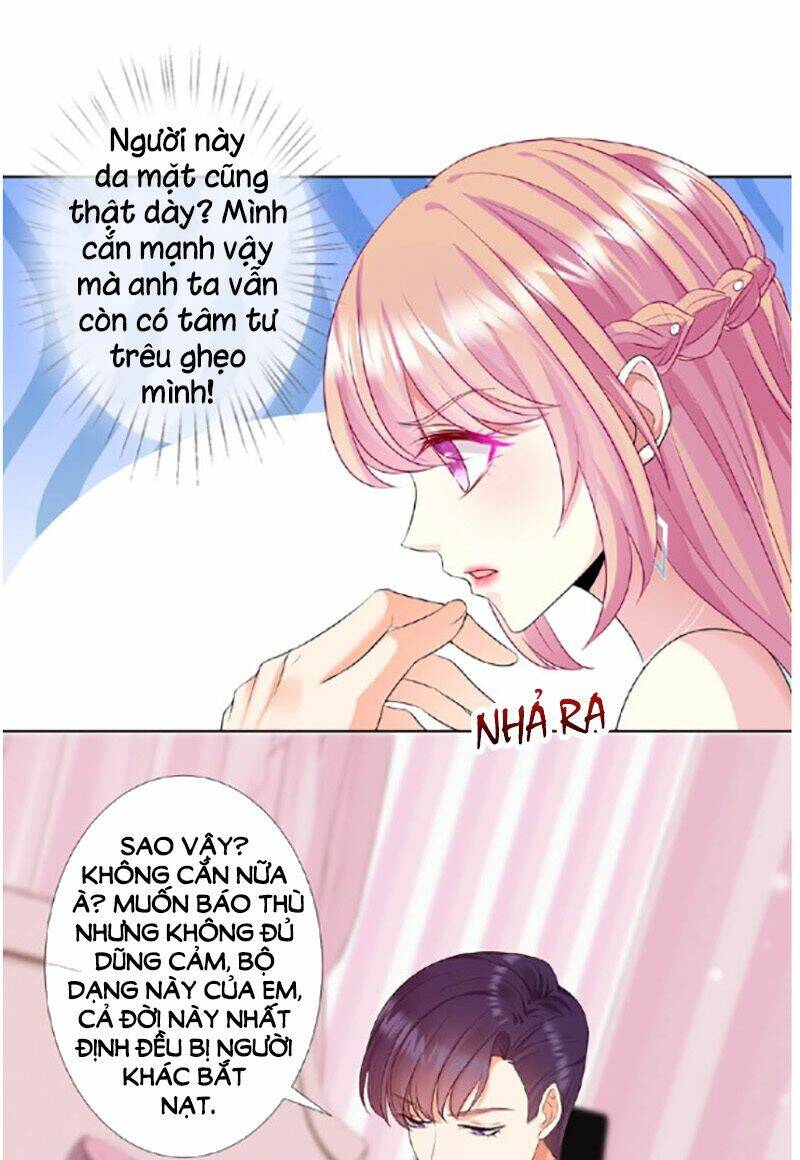 Người này
da mặt cũng
thật dày? Mình
cắn mạnh vậy
mà anh ta vẫn
còn có tâm tư
trêu ghẹo
mình!
NHẢ RA
SAO VẬY?
KHÔNG CẮN NỮA
À? MUỐN BÁO THÙ
NHƯNG KHÔNG ĐỦ
DŨNG CẢM, BỘ
DẠNG NÀY CỦA EM,
CẢ ĐỜI NÀY NHẤT
ĐỊNH ĐỀU BỊ NGƯỜI
KHÁC BẮT
NẠT.